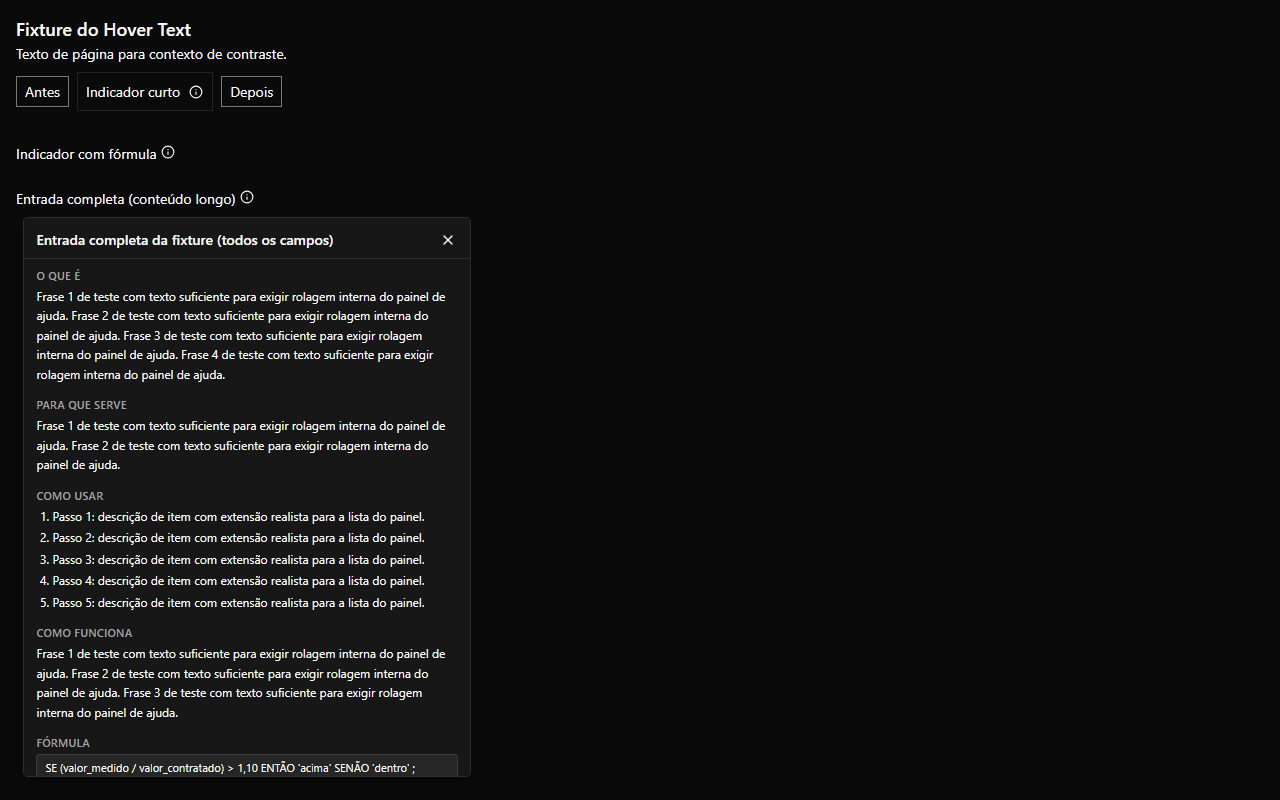 Fixture do Hover Text
Texto de página para contexto de contraste.
Antes
Indicador curto
Depois
Indicador com fórmula
Entrada completa (conteúdo longo)
Entrada completa da fixture (todos os campos)
O QUE É
Frase 1 de teste com texto suficiente para exigir rolagem interna do painel de
ajuda. Frase 2 de teste com texto suficiente para exigir rolagem interna do
painel de ajuda. Frase 3 de teste com texto suficiente para exigir rolagem
interna do painel de ajuda. Frase 4 de teste com texto suficiente para exigir
rolagem interna do painel de ajuda.
PARA QUE SERVE
Frase 1 de teste com texto suficiente para exigir rolagem interna do painel de
ajuda. Frase 2 de teste com texto suficiente para exigir rolagem interna do
painel de ajuda.
COMO USAR
1. Passo 1: descrição de item com extensão realista para a lista do painel.
2. Passo 2: descrição de item com extensão realista para a lista do painel.
3. Passo 3: descrição de item com extensão realista para a lista do painel.
4. Passo 4: descrição de item com extensão realista para a lista do painel.
5. Passo 5: descrição de item com extensão realista para a lista do painel.
COMO FUNCIONA
Frase 1 de teste com texto suficiente para exigir rolagem interna do painel de
ajuda. Frase 2 de teste com texto suficiente para exigir rolagem interna do
painel de ajuda. Frase 3 de teste com texto suficiente para exigir rolagem
interna do painel de ajuda.
FÓRMULA
SE (valor_medido / valor_contratado) > 1,10 ENTÃO 'acima' SENÃO 'dentro' ;